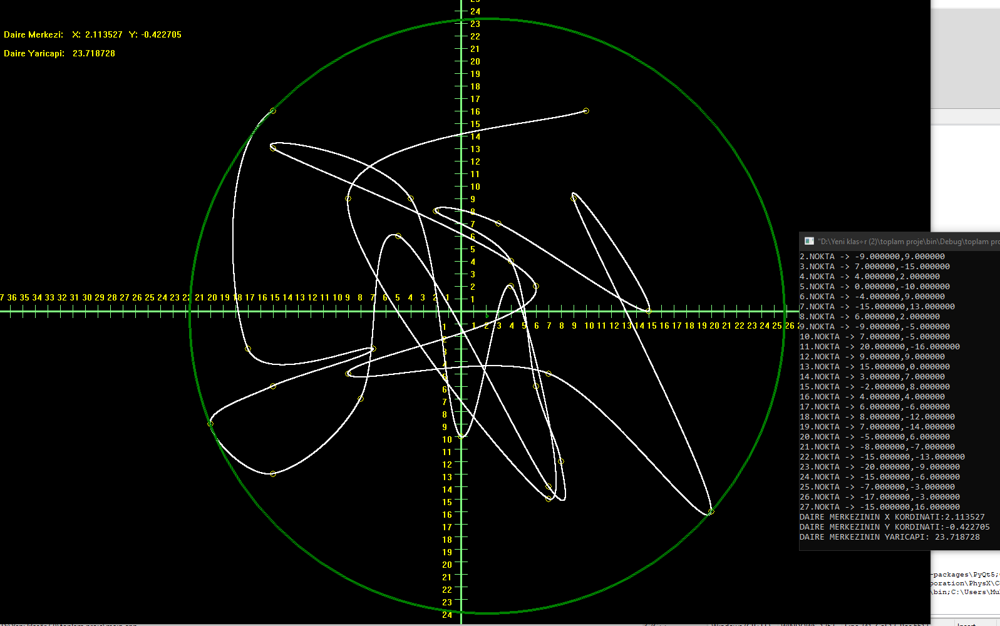 24
23
Daire Merkezi: X: 2.113527 Y: -0.422705
22
21
Daire Yaricapi: 23.718728
20
19
18
17
16
15
14
13
12
11
10
9
8
7
6
5
4
3
2
1
7 36 35 34 33 32 31 30 29 28 27 26 25 24 23 22 21 20 19 18 17 16 15 14 13 12 11 10 9 8 7 6 5 4 3 2 1
1 2 3 4 5 6 7 8 9 10 11 12 13 14 15 16 17 18 19 20 21 22 23 24 25 26 2
1
2
3
4
5
6
7
8
9
10
11
12
13
14
15
16
17
18
19
20
21
22
23
24
"D:\Yeni klas÷r (2)\toplam proje\bin\Debug\toplam pro
2.NOKTA -> -9.000000,9.000000
3.NOKTA -> 7.000000,-15.000000
4.NOKTA -> 4.000000,2.000000
5.NOKTA -> 0.000000,-10.000000
6.NOKTA -> -4.000000,9.000000
7.NOKTA -> -15.000000,13.000000
8.NOKTA -> 6.000000,2.000000
9.NOKTA -> -9.000000,-5.000000
10.NOKTA -> 7.000000,-5.000000
11.NOKTA -> 20.000000,-16.000000
12.NOKTA -> 9.000000,9.000000
13.NOKTA -> 15.000000,0.000000
14.NOKTA -> 3.000000,7.000000
15.NOKTA -> -2.000000,8.000000
16.NOKTA -> 4.000000,4.000000
17.NOKTA -> 6.000000,-6.000000
18.NOKTA -> 8.000000,-12.000000
19.NOKTA -> 7.000000,-14.000000
20.NOKTA -> -5.000000,6.000000
21.NOKTA -> -8.000000,-7.000000
22.NOKTA -> -15.000000,-13.000000
23.NOKTA -> -20.000000,-9.000000
24.NOKTA -> -15.000000,-6.000000
25.NOKTA -> -7.000000,-3.000000
26.NOKTA -> -17.000000,-3.000000
27.NOKTA -> -15.000000,16.000000
DAIRE MERKEZININ X KORDINATI:2.113527
DAIRE MERKEZININ Y KORDINATI:-0.422705
DAIRE MERKEZININ YARICAPI: 23.718728
-packages\PyQt5;
poration\PhysX\C
\bin;C:\Users\Mu